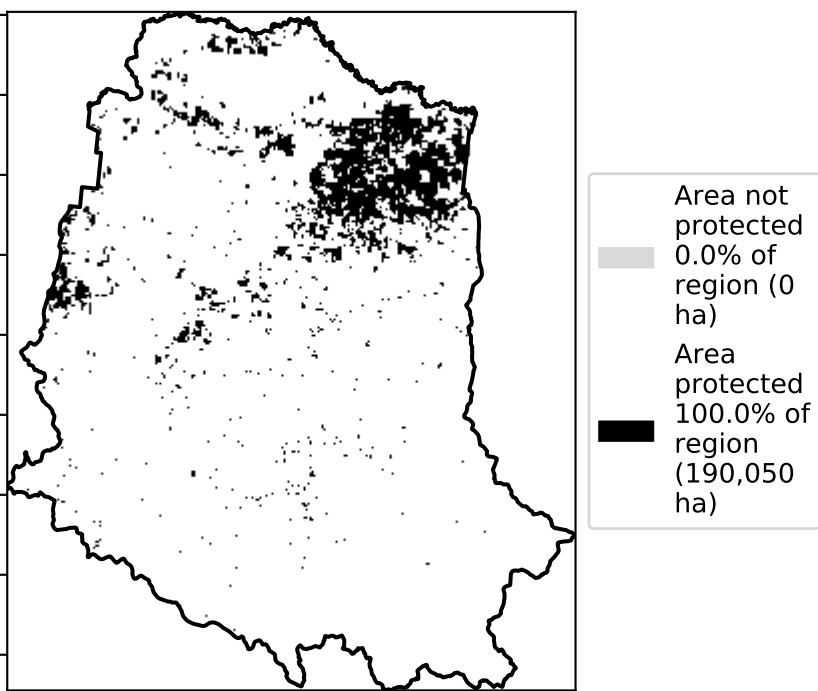 Area not
protected
0.0% of
region (0
ha)
Area
protected
100.0% of
region
(190,050
ha)